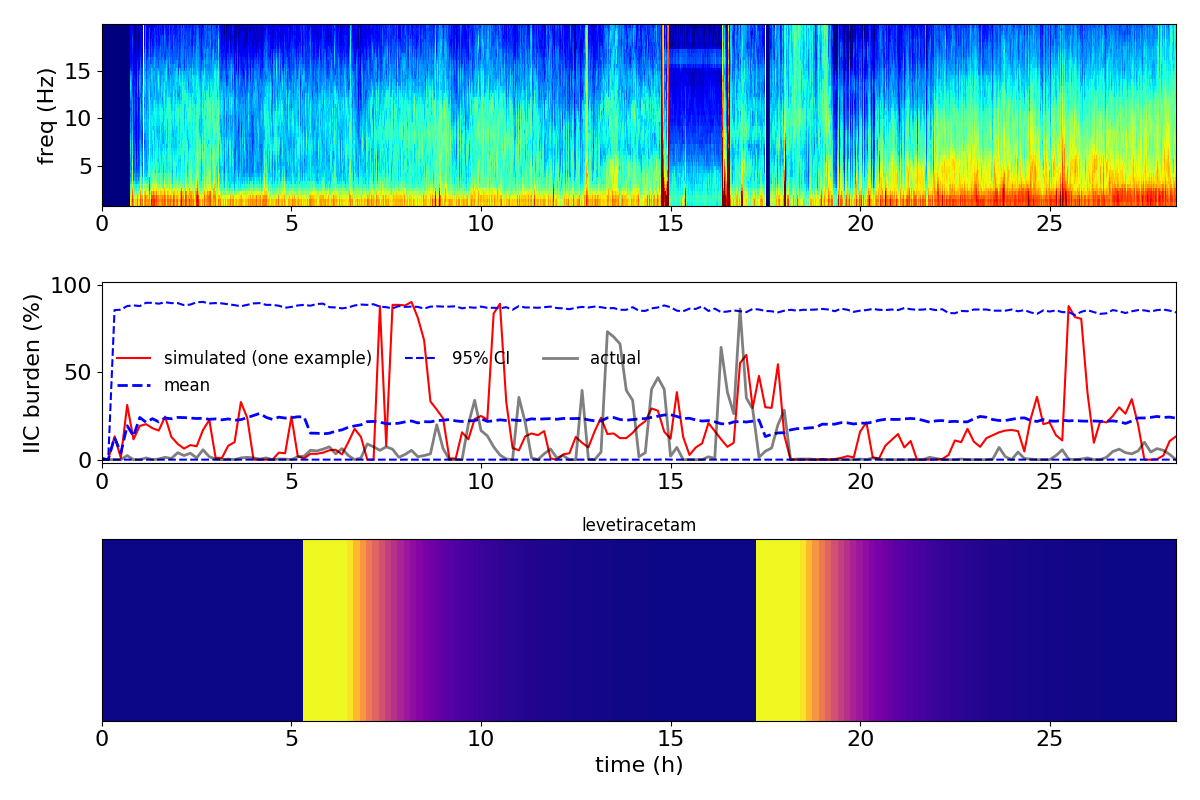 freq (Hz)
15
10
5
0 5 10 15 20 25
IIC burden (%)
100
50
0
simulated (one example) 95% CI actual
mean
0 5 10 15 20 25
levetiracetam
0 5 10 15 20 25
time (h)